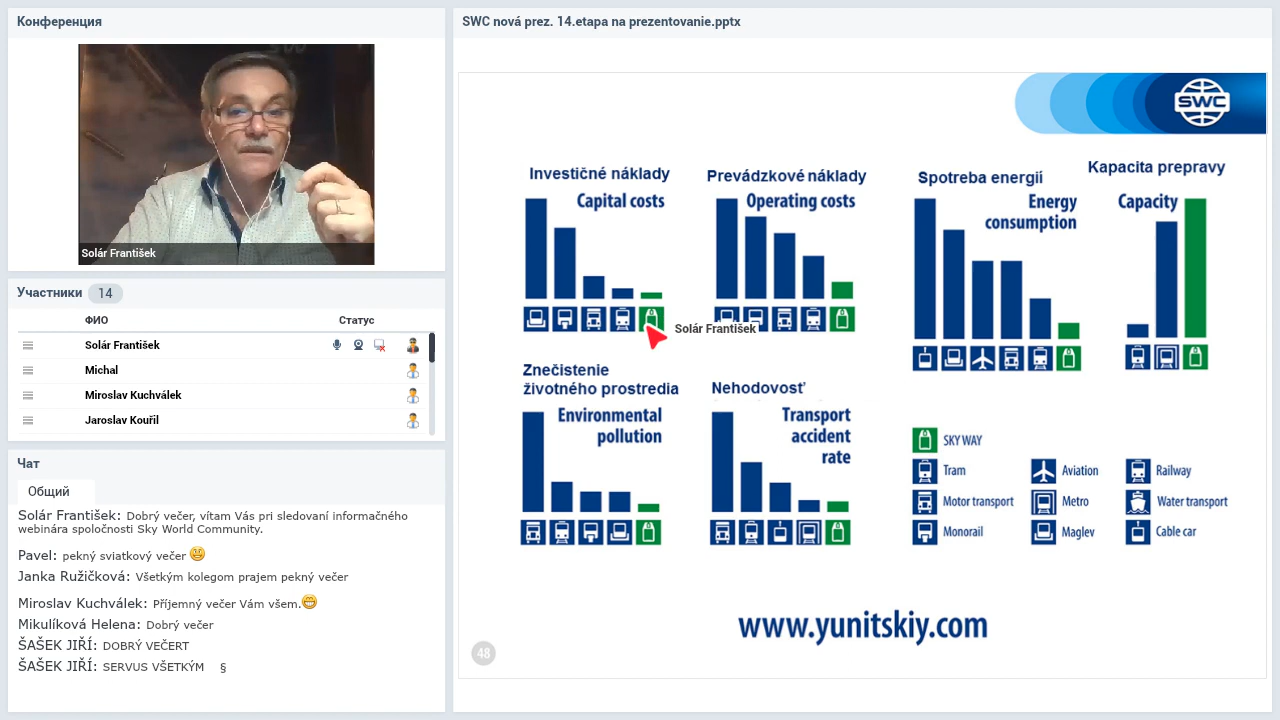 Конференция
Solár František
Участники 14
ФИО Статус
Solár František
Michal
Miroslav Kuchválek
Jaroslav Kouřil
Чат
Общий
Solár František: Dobrý večer, vítam Vás pri sledovaní informačného
webinára spoločnosti Sky World Community.
Pavel: pekný sviatkový večer
Janka Ružičková: Všetkým kolegom prajem pekný večer
Miroslav Kuchválek: Příjemný večer Vám všem.
Mikulíková Helena: Dobrý večer
ŠAŠEK JIŘÍ: DOBRÝ VEČERT
ŠAŠEK JIŘÍ: SERVUS VŠETKÝM §
SWC nová prez. 14.etapa na prezentovanie.pptx
SWC
Investičné náklady
Capital costs
Prevádzkové náklady
Operating costs
Spotreba energií
Energy
consumption
Kapacita prepravy
Capacity
Solár František
Znečistenie
životného prostredia
Environmental
pollution
Nehodovosť
Transport
accident
rate
SKY WAY
Tram Aviation Railway
Motor transport Metro Water transport
Monorail Maglev Cable car
www.yunitskiy.com
48